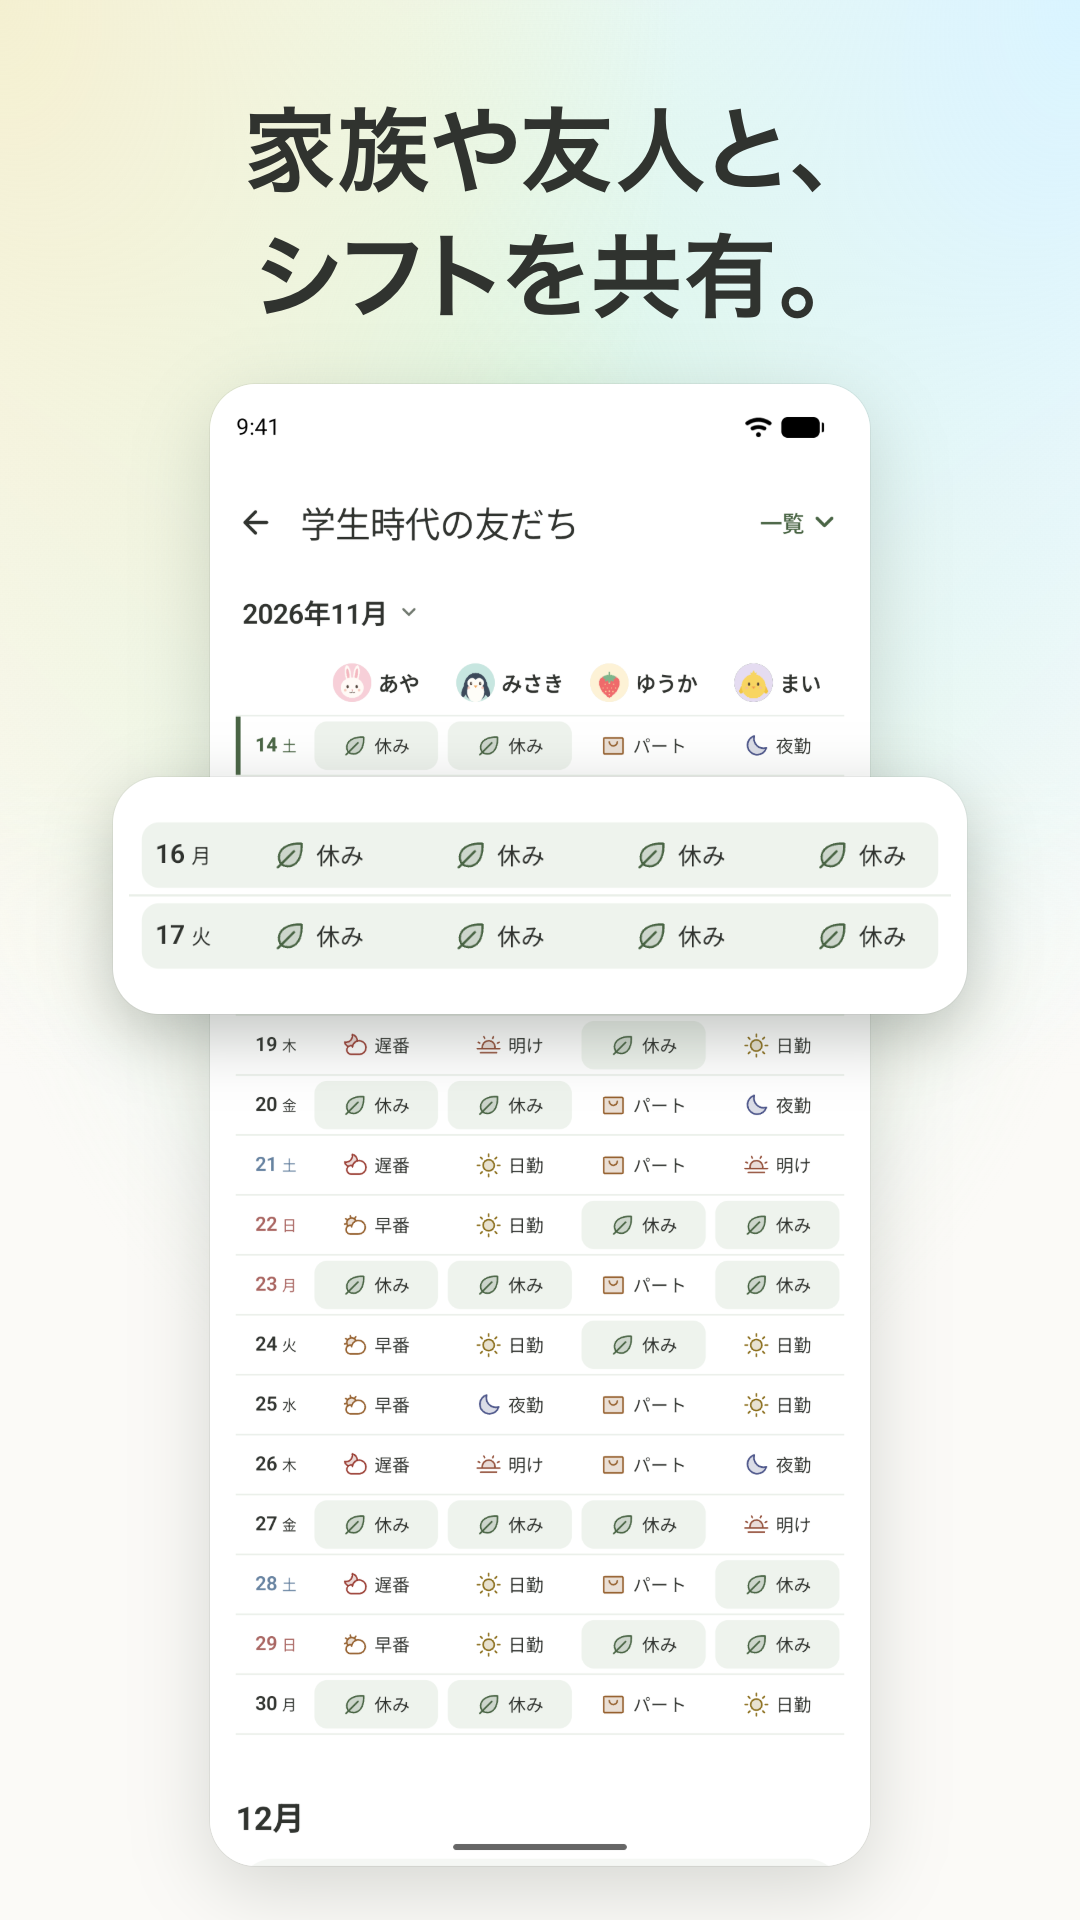 家族や友人と、
シフトを共有。
9:41
学生時代の友だち 一覧
2026年11月
あや みさき ゆうか まい
14 土 休み 休み パート 夜勤
16 月 休み 休み 休み 休み
17 火 休み 休み 休み 休み
19 木 遅番 明け 休み 日勤
20 金 休み 休み パート 夜勤
21 土 遅番 日勤 パート 明け
22 日 早番 日勤 休み 休み
23 月 休み 休み パート 休み
24 火 早番 日勤 休み 日勤
25 水 早番 夜勤 パート 日勤
26 木 遅番 明け パート 夜勤
27 金 休み 休み 休み 明け
28 土 遅番 日勤 パート 休み
29 日 早番 日勤 休み 休み
30 月 休み 休み パート 日勤
12月